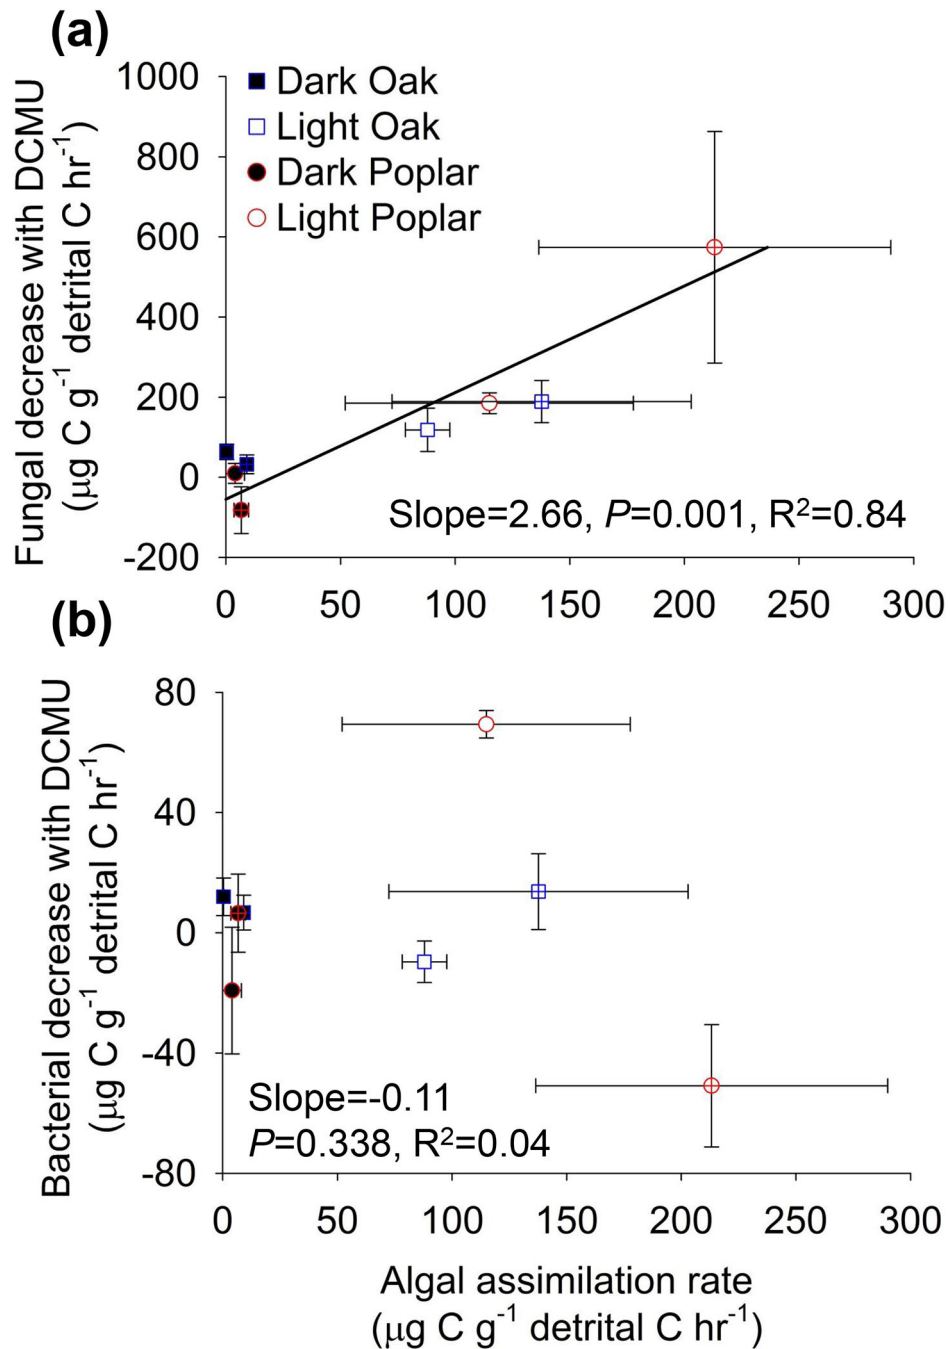 (a)
Fungal decrease with DCMU
(μg C g⁻¹ detrital C hr⁻¹)
1000
800
600
400
200
0
-200
Dark Oak
Light Oak
Dark Poplar
Light Poplar
Slope=2.66, P=0.001, R²=0.84
0 50 100 150 200 250 300
(b)
Bacterial decrease with DCMU
(μg C g⁻¹ detrital C hr⁻¹)
80
40
0
-40
-80
Slope=-0.11
P=0.338, R²=0.04
0 50 100 150 200 250 300
Algal assimilation rate
(μg C g⁻¹ detrital C hr⁻¹)